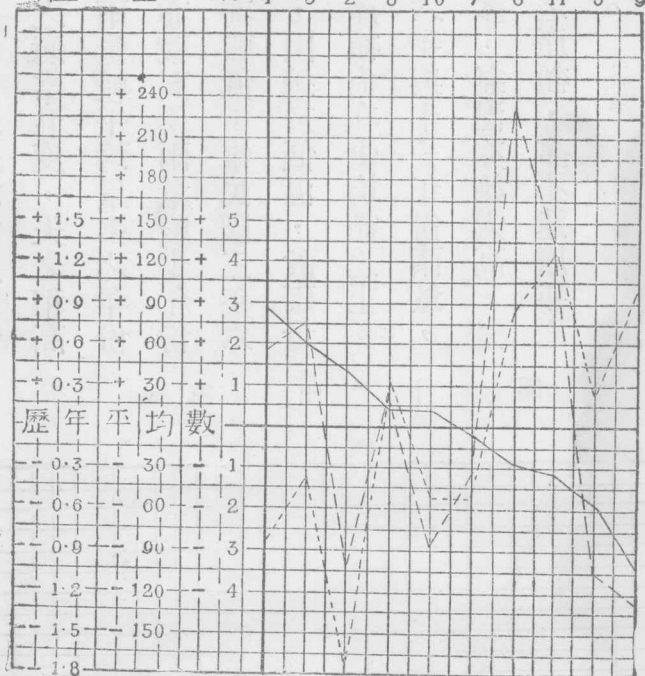 + 240
+ 210
+ 180
+ 1.5 + 150 + 5
+ 1.2 + 120 + 4
+ 0.9 + 90 + 3
+ 0.6 + 60 + 2
+ 0.3 + 30 + 1
歷年平均數
- 0.3 - 30 - 1
- 0.6 - 60 - 2
- 0.9 - 90 - 3
- 1.2 - 120 - 4
- 1.5 - 150
- 1.8